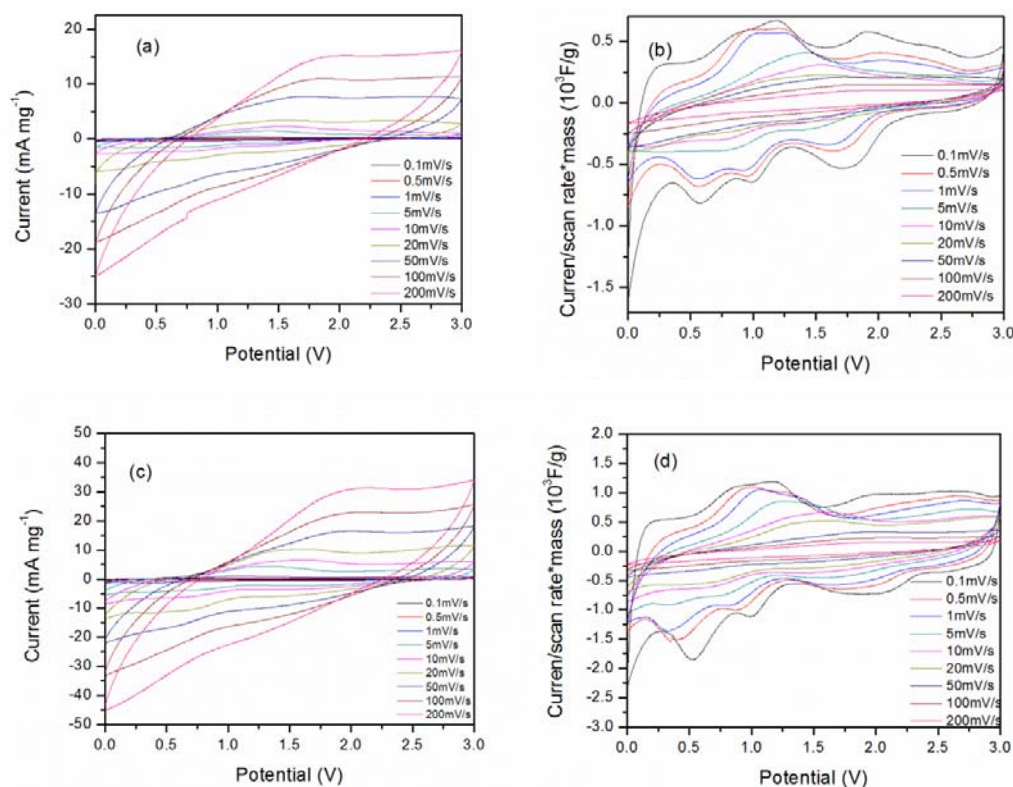 (a)
Current (mA mg-1)
20
10
0
-10
-20
-30
0.0 0.5 1.0 1.5 2.0 2.5 3.0
Potential (V)
0.1mV/s
0.5mV/s
1mV/s
5mV/s
10mV/s
20mV/s
50mV/s
100mV/s
200mV/s
(b)
Curren/scan rate*mass (10³F/g)
0.5
0.0
-0.5
-1.0
-1.5
0.0 0.5 1.0 1.5 2.0 2.5 3.0
Potential (V)
0.1mV/s
0.5mV/s
1mV/s
5mV/s
10mV/s
20mV/s
50mV/s
100mV/s
200mV/s
(c)
Current (mA mg-1)
50
40
30
20
10
0
-10
-20
-30
-40
-50
0.0 0.5 1.0 1.5 2.0 2.5 3.0
Potential (V)
0.1mV/s
0.5mV/s
1mV/s
5mV/s
10mV/s
20mV/s
50mV/s
100mV/s
200mV/s
(d)
Curren/scan rate*mass (10³F/g)
2.0
1.5
1.0
0.5
0.0
-0.5
-1.0
-1.5
-2.0
-2.5
-3.0
0.0 0.5 1.0 1.5 2.0 2.5 3.0
Potential (V)
0.1mV/s
0.5mV/s
1mV/s
5mV/s
10mV/s
20mV/s
50mV/s
100mV/s
200mV/s